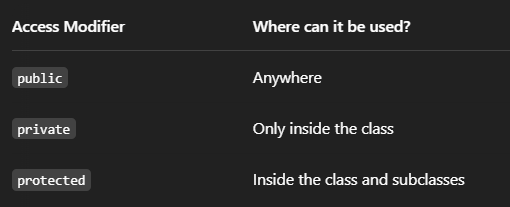 Access Modifier Where can it be used?
public Anywhere
private Only inside the class
protected Inside the class and subclasses